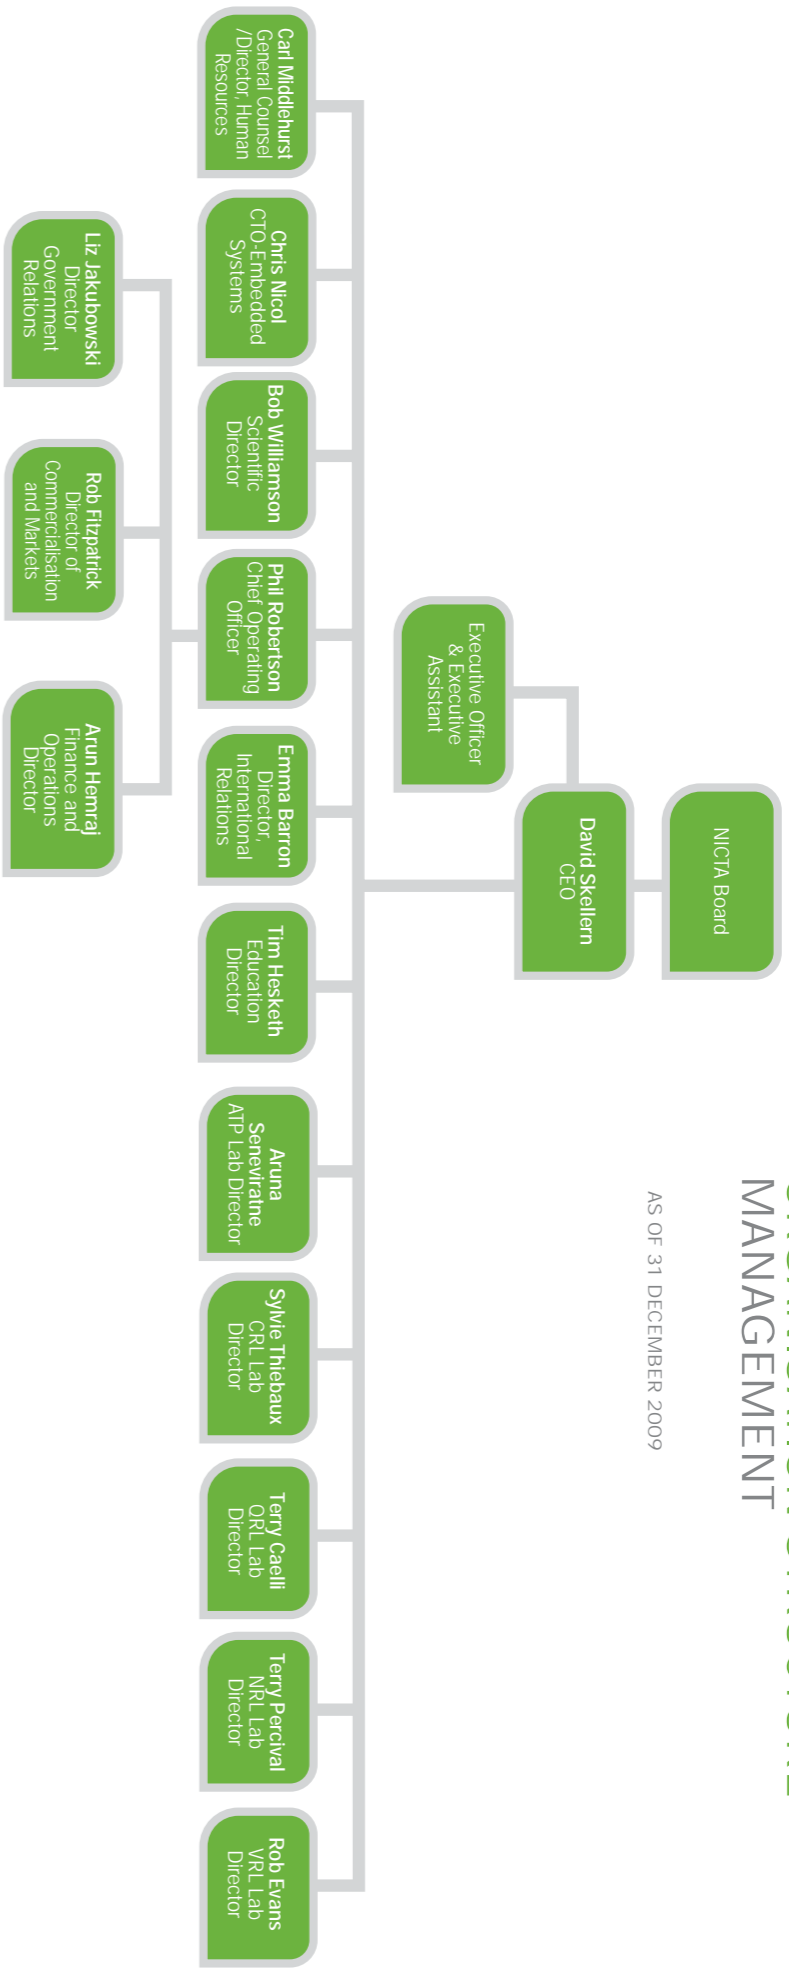 MANAGEMENT
AS OF 31 DECEMBER 2009
NICTA Board
David Skellern
CEO
Executive Officer
& Executive
Assistant
Carl Middlehurst
General Counsel
/Director, Human
Resources
Chris Nicol
CTO-Embedded
Systems
Bob Williamson
Scientific
Director
Phil Robertson
Chief Operating
Officer
Emma Barron
Director,
International
Relations
Tim Hesketh
Education
Director
Aruna
Seneviratne
ATP Lab Director
Sylvie Thiebaux
CRL Lab
Director
Terry Caelli
QRL Lab
Director
Terry Percival
NRL Lab
Director
Rob Evans
VRL Lab
Director
Liz Jakubowski
Director
Government
Relations
Rob Fitzpatrick
Director of
Commercialisation
and Markets
Arun Hemraj
Finance and
Operations
Director